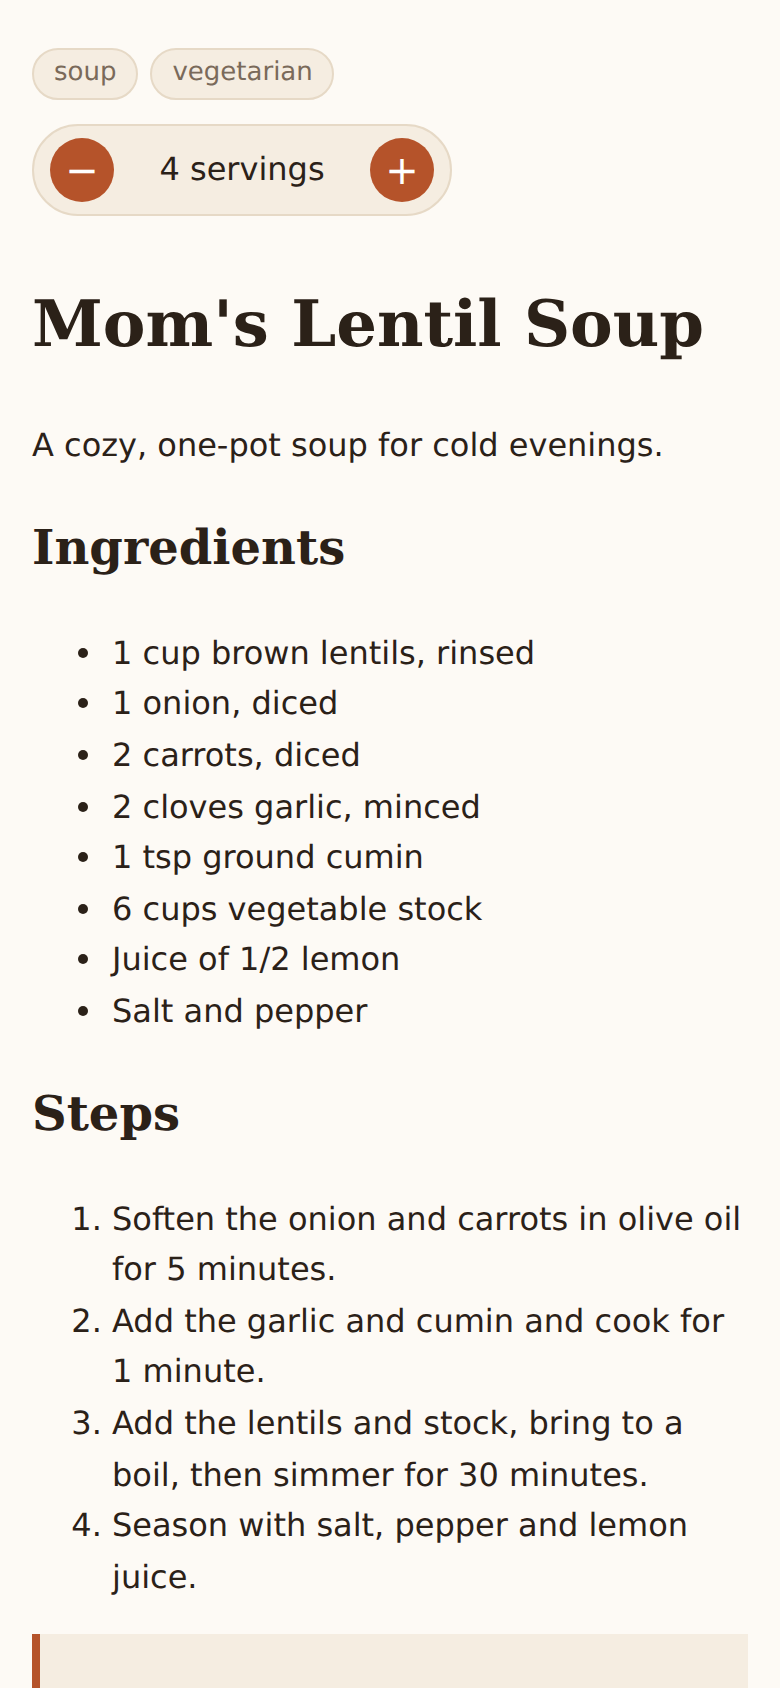 soup vegetarian
− 4 servings +
Mom's Lentil Soup
A cozy, one-pot soup for cold evenings.
Ingredients
• 1 cup brown lentils, rinsed
• 1 onion, diced
• 2 carrots, diced
• 2 cloves garlic, minced
• 1 tsp ground cumin
• 6 cups vegetable stock
• Juice of 1/2 lemon
• Salt and pepper
Steps
1. Soften the onion and carrots in olive oil
for 5 minutes.
2. Add the garlic and cumin and cook for
1 minute.
3. Add the lentils and stock, bring to a
boil, then simmer for 30 minutes.
4. Season with salt, pepper and lemon
juice.